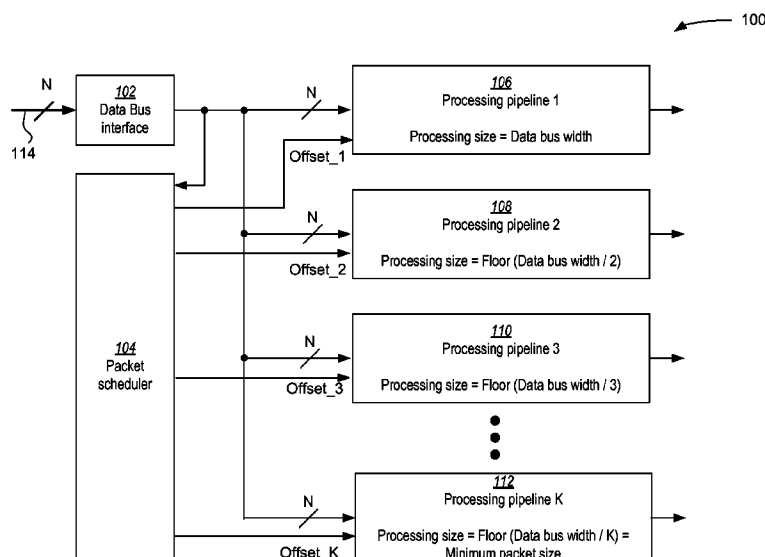 100
N
102
Data Bus
interface
114
N
106
Processing pipeline 1
Processing size = Data bus width
Offset_1
N
108
Processing pipeline 2
Processing size = Floor (Data bus width / 2)
Offset_2
104
Packet
scheduler
N
110
Processing pipeline 3
Processing size = Floor (Data bus width / 3)
Offset_3
N
112
Processing pipeline K
Processing size = Floor (Data bus width / K) =
Minimum packet size
Offset_K